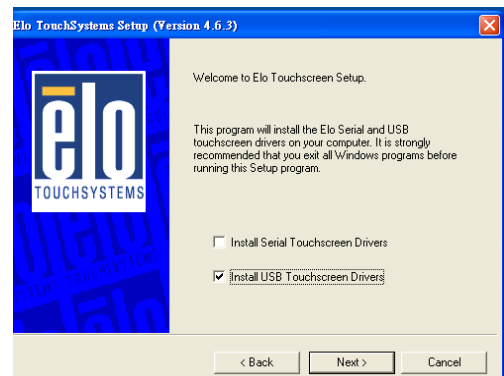 Elo TouchSystems Setup (Version 4.6.3)
elo
TOUCHSYSTEMS
Welcome to Elo Touchscreen Setup.
This program will install the Elo Serial and USB
touchscreen drivers on your computer. It is strongly
recommended that you exit all Windows programs before
running this Setup program.
Install Serial Touchscreen Drivers
Install USB Touchscreen Drivers
< Back
Next >
Cancel